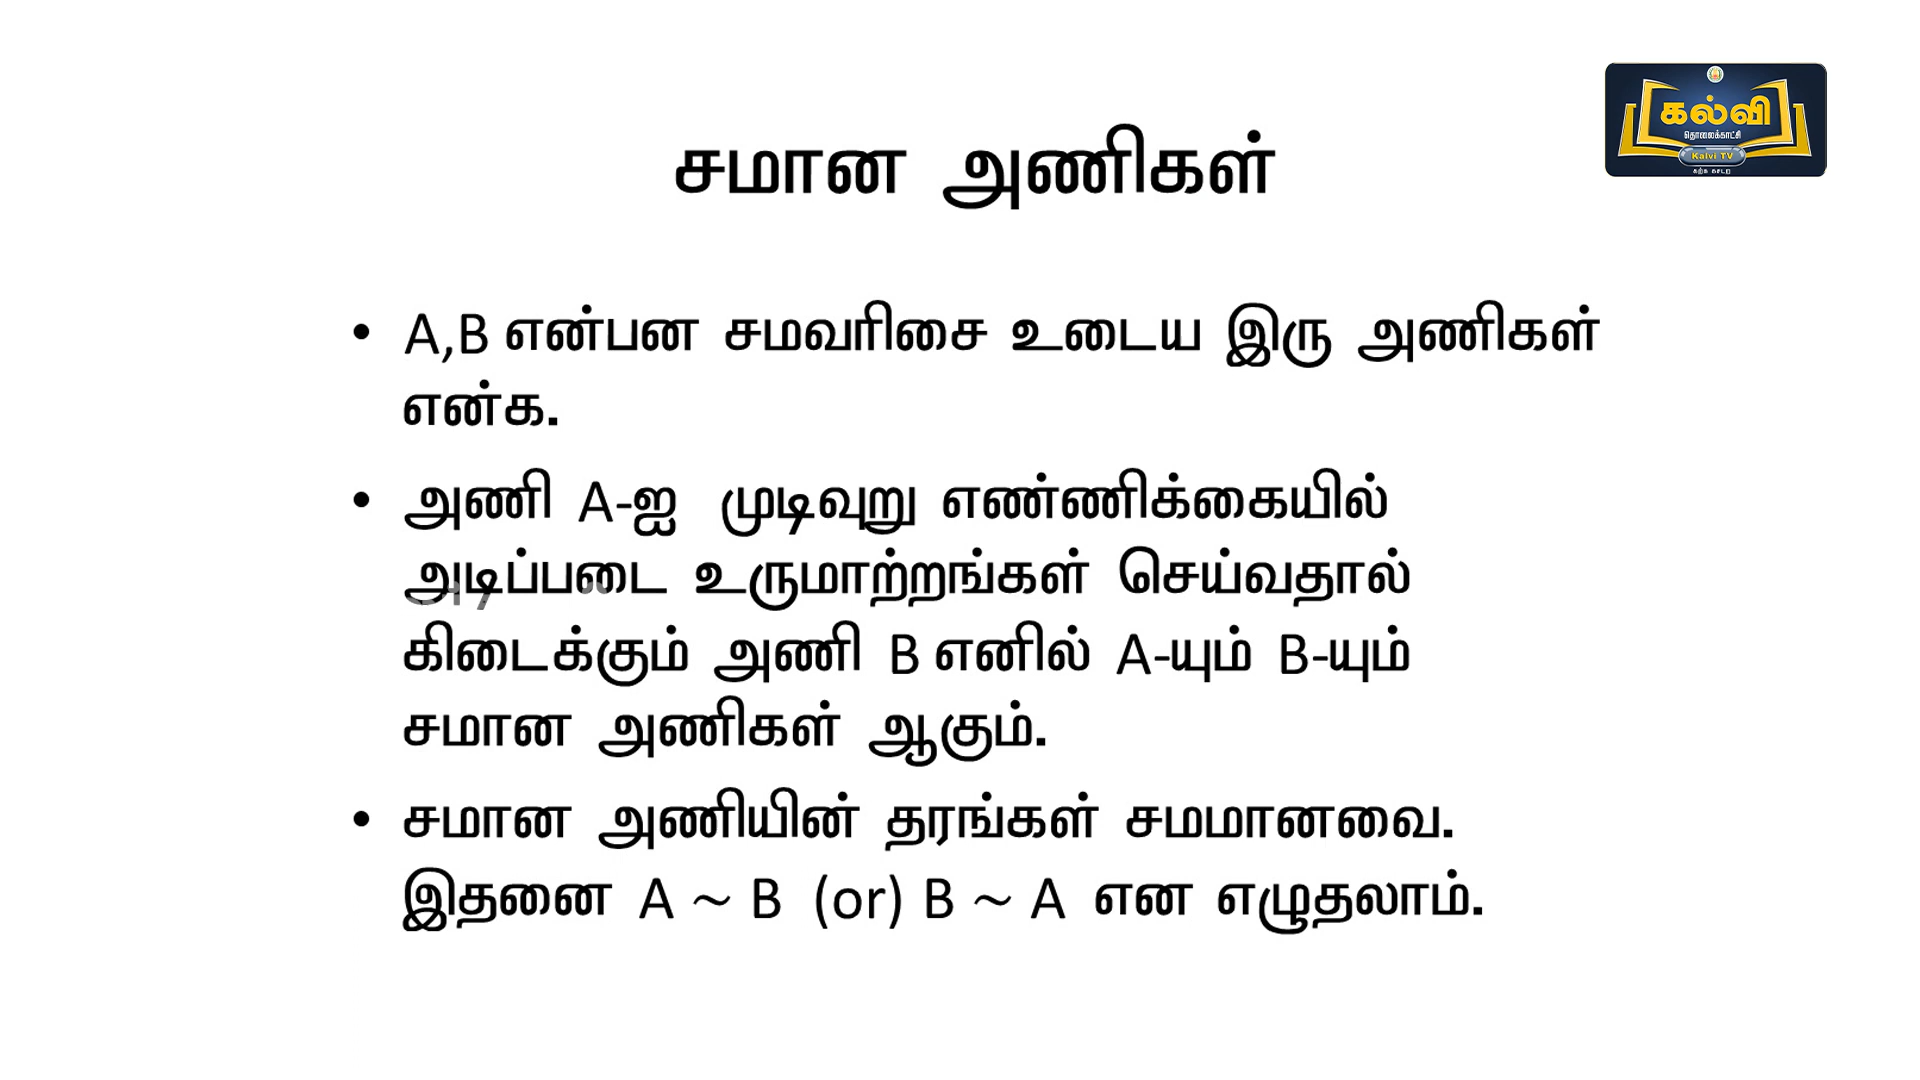 கல்வி
தொலைக்காட்சி
Kalvi TV
கற்க கசடற
சமான அணிகள்
• A,B என்பன சமவரிசை உடைய இரு அணிகள்
என்க.
• அணி A-ஐ முடிவுறு எண்ணிக்கையில்
அடிப்படை உருமாற்றங்கள் செய்வதால்
கிடைக்கும் அணி B எனில் A-யும் B-யும்
சமான அணிகள் ஆகும்.
• சமான அணியின் தரங்கள் சமமானவை.
இதனை A ~ B (or) B ~ A என எழுதலாம்.